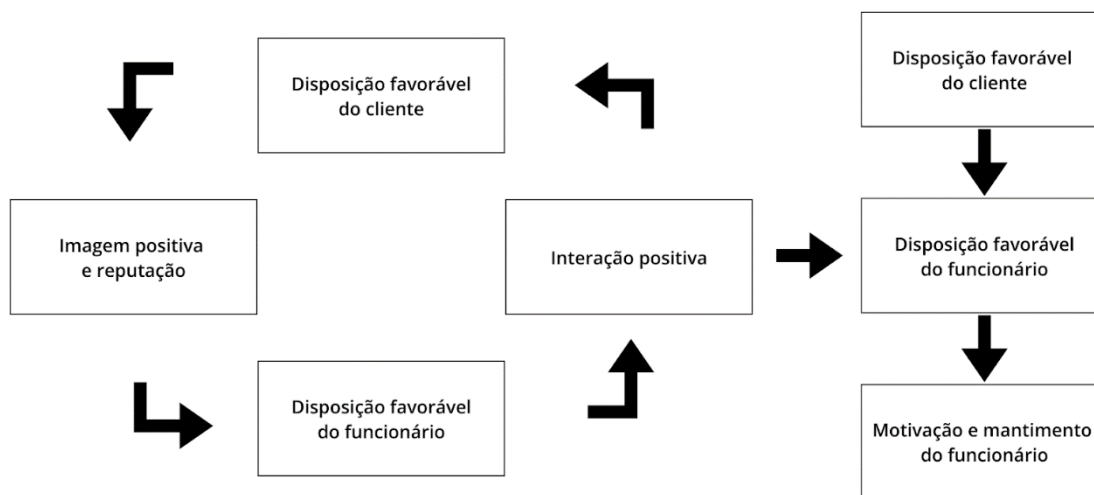 Disposição favorável
do cliente
Disposição favorável
do cliente
Imagem positiva
e reputação
Interação positiva
Disposição favorável
do funcionário
Disposição favorável
do funcionário
Motivação e mantimento
do funcionário